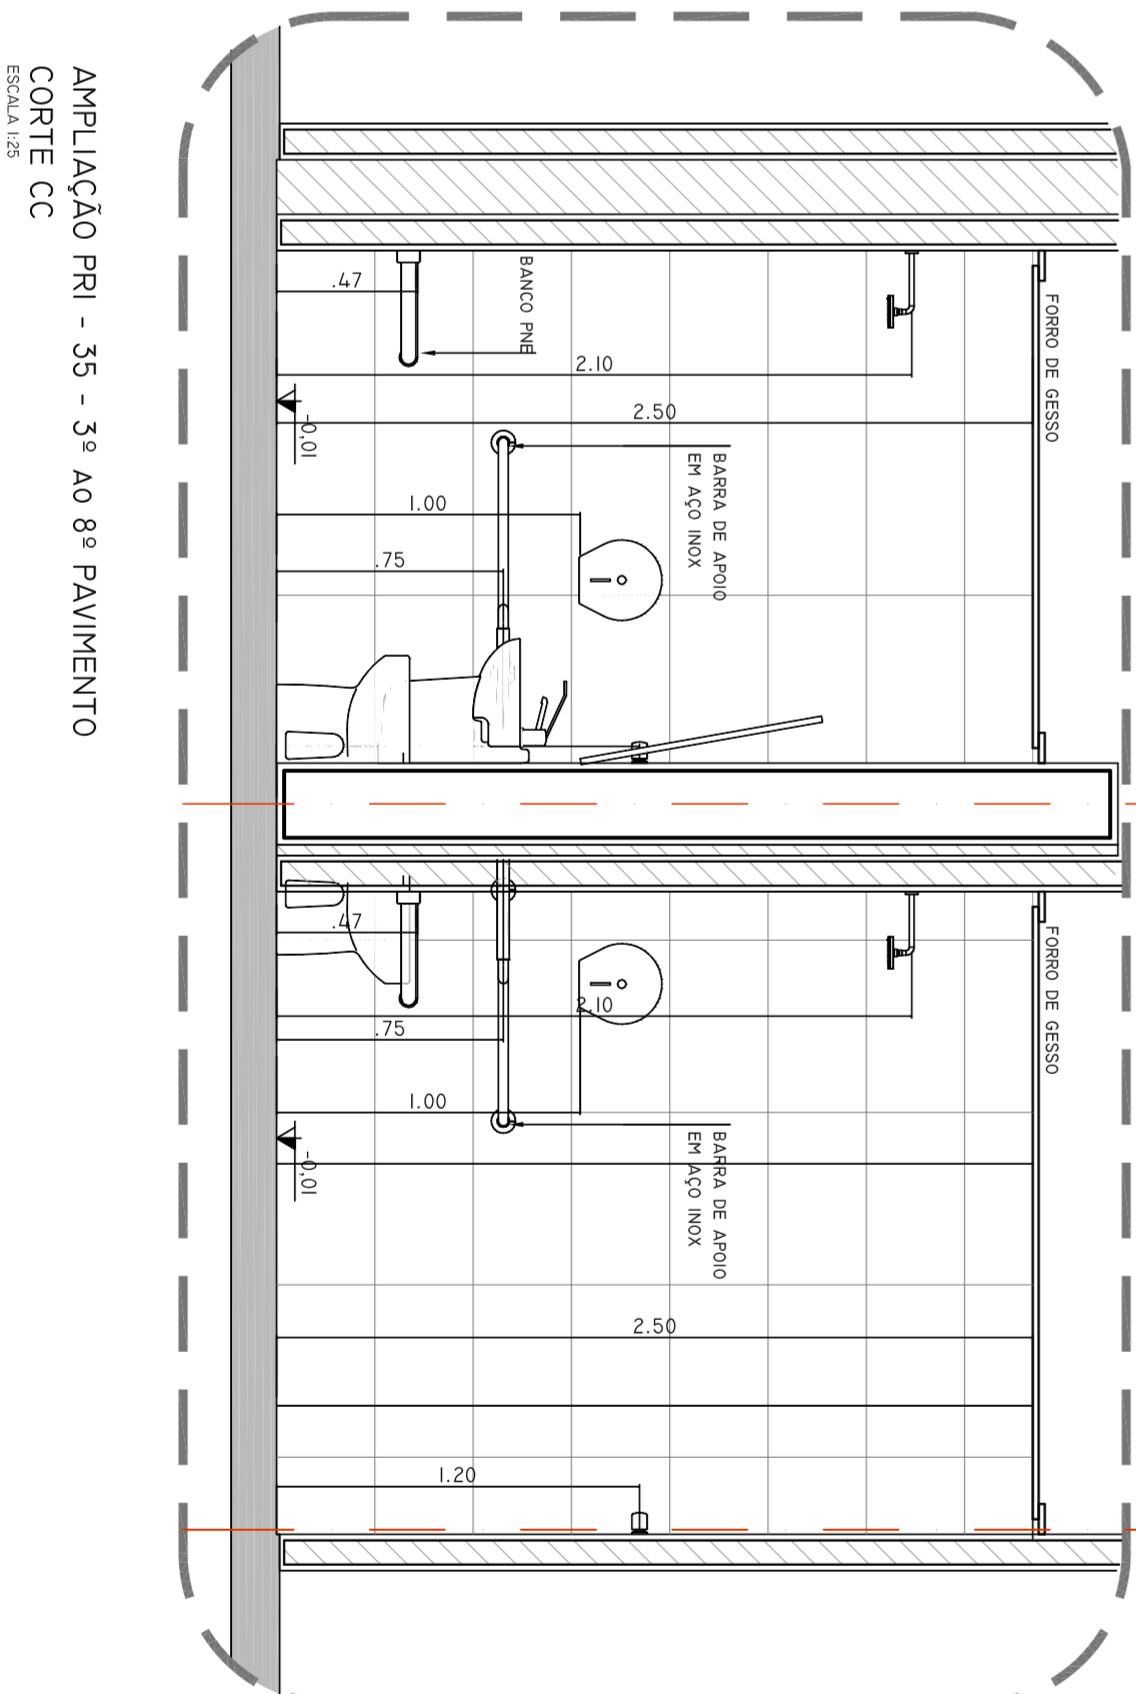 AMPLIAÇÃO PRI - 35 - 3º AO 8º PAVIMENTO
CORTE CC
ESCALA 1:25
FORRO DE GESSO
BANCO PNE
.47
2.10
2.50
-0,01
BARRA DE APOIO
EM AÇO INOX
1.00
.75
FORRO DE GESSO
.47
2.10
.75
1.00
BARRA DE APOIO
EM AÇO INOX
-0,01
2.50
1.20